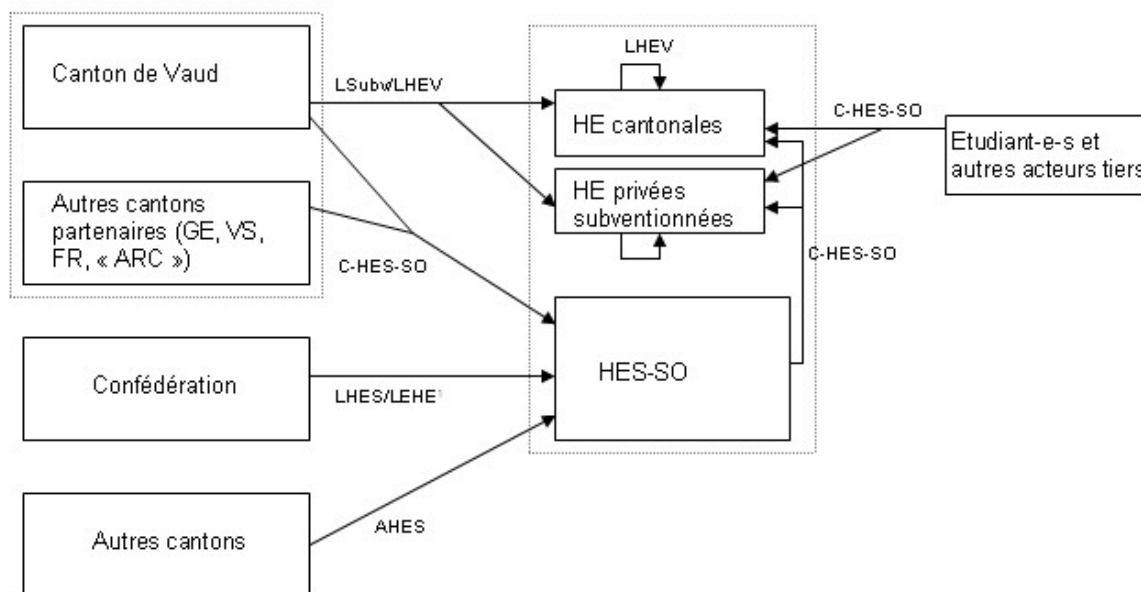 Canton de Vaud
LSubv/LHEV
LHEV
HE cantonales
C-HES-SO
Etudiant-e-s et
autres acteurs tiers
HE privées
subventionnées
Autres cantons
partenaires (GE, VS,
FR, « ARC »)
C-HES-SO
C-HES-SO
Confédération
LHES/LEHE¹
HES-SO
Autres cantons
AHES